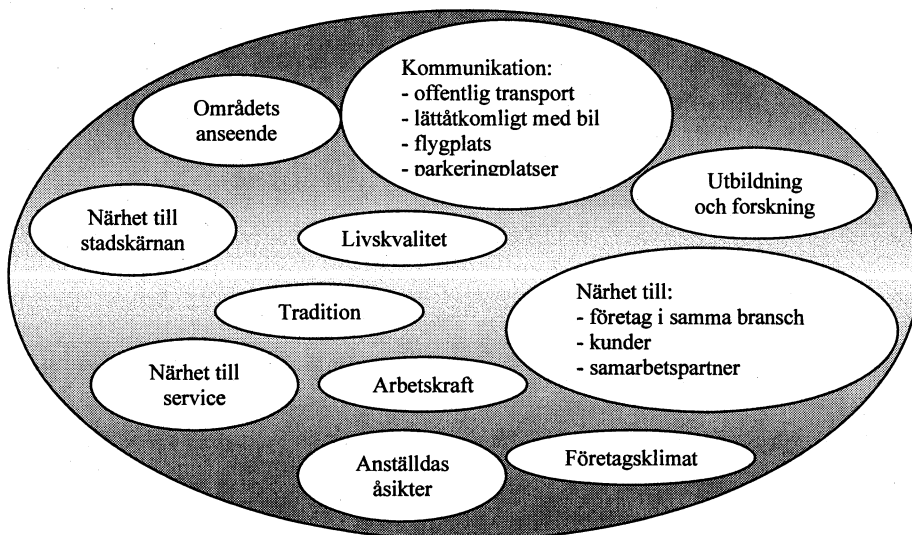 Områdets
anseende
Kommunikation:
- offentlig transport
- lättåtkomligt med bil
- flygplats
- parkeringplatser
Utbildning
och forskning
Närhet till
stadskärnan
Livskvalitet
Tradition
Närhet till:
- företag i samma bransch
- kunder
- samarbetspartner
Närhet till
service
Arbetskraft
Anställdas
åsikter
Företagsklimat